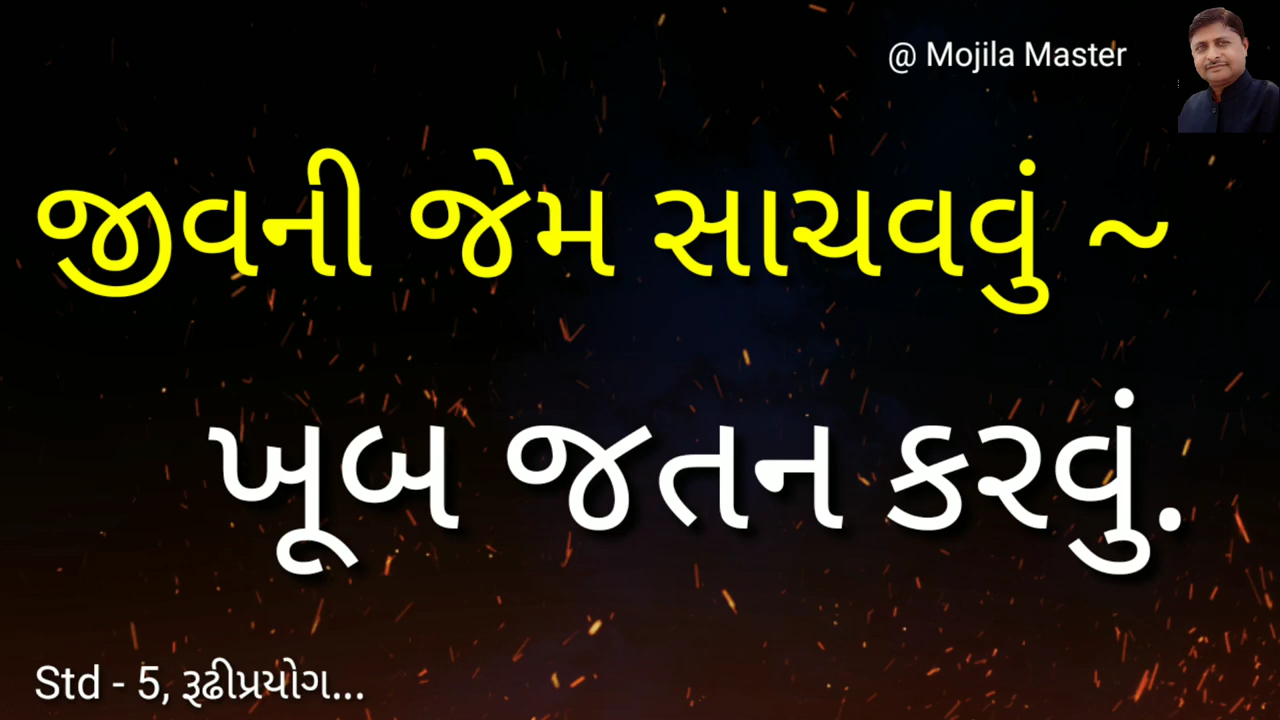 @ Mojila Master
જીવની જેમ સાચવવું ~
ખૂબ જતન કરવું.
Std - 5, રૂઢીપ્રયોગ...